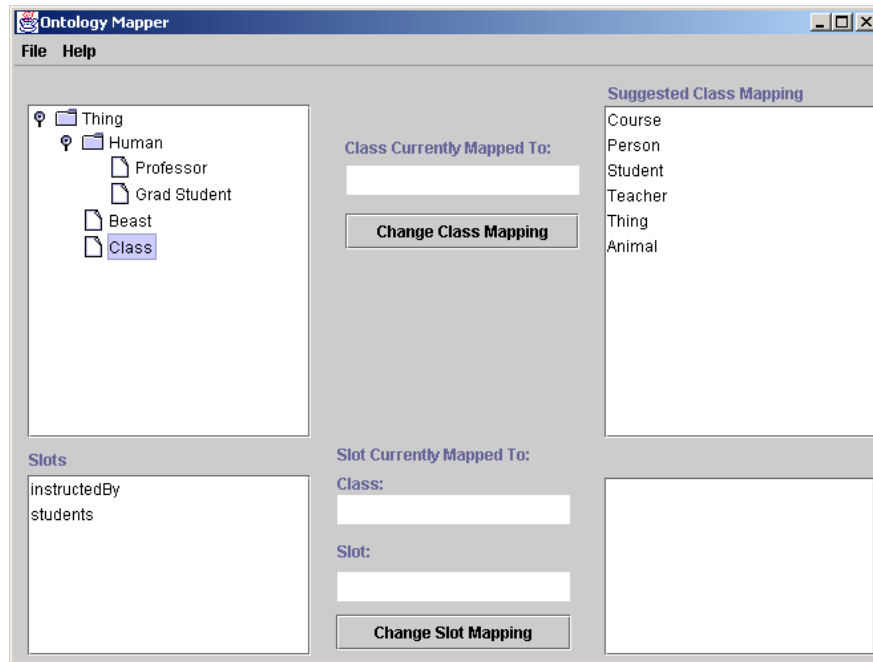 Ontology Mapper
File Help
Thing
Human
Professor
Grad Student
Beast
Class
Class Currently Mapped To:
Change Class Mapping
Suggested Class Mapping
Course
Person
Student
Teacher
Thing
Animal
Slots
instructedBy
students
Slot Currently Mapped To:
Class:
Slot:
Change Slot Mapping